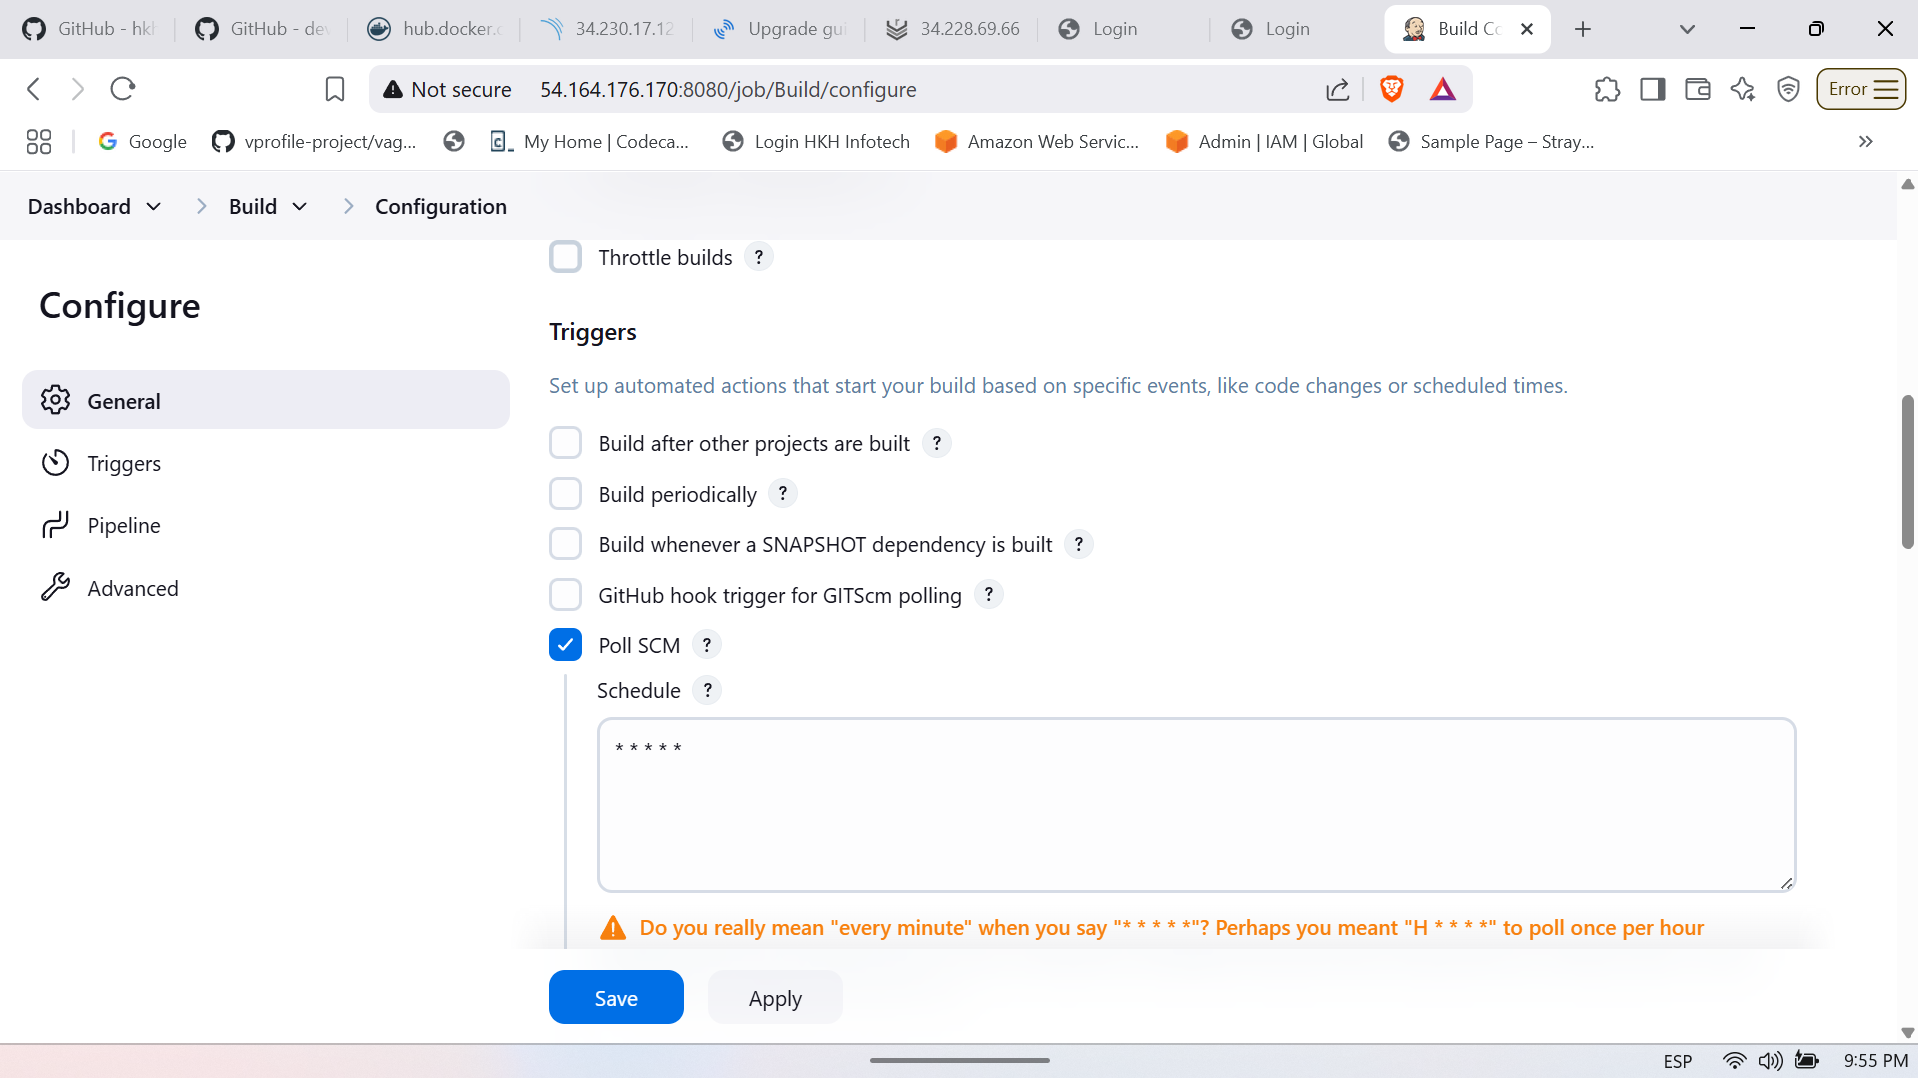 GitHub - hkh
GitHub - dev
hub.docker.c
34.230.17.12
Upgrade gui
34.228.69.66
Login
Login
Build Co
Not secure
54.164.176.170:8080/job/Build/configure
Error
Google
vprofile-project/vag...
My Home | Codeca...
Login HKH Infotech
Amazon Web Servic...
Admin | IAM | Global
Sample Page – Stray...
Dashboard
Build
Configuration
Throttle builds ?
Configure
General
Triggers
Pipeline
Advanced
Triggers
Set up automated actions that start your build based on specific events, like code changes or scheduled times.
Build after other projects are built ?
Build periodically ?
Build whenever a SNAPSHOT dependency is built ?
GitHub hook trigger for GITScm polling ?
Poll SCM ?
Schedule ?
* * * * *
Do you really mean "every minute" when you say "* * * * *"? Perhaps you meant "H * * * *" to poll once per hour
Save
Apply
ESP
9:55 PM